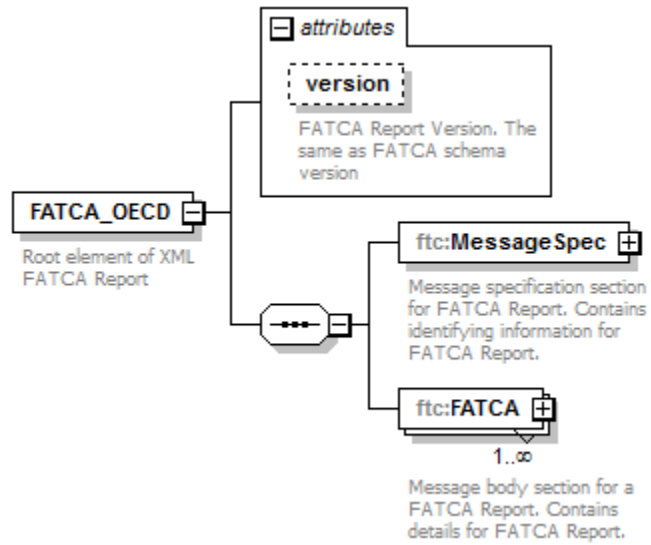 attributes
version
FATCA Report Version. The
same as FATCA schema
version
FATCA_OECD
Root element of XML
FATCA Report
ftc:MessageSpec
Message specification section
for FATCA Report. Contains
identifying information for
FATCA Report.
ftc:FATCA
1..∞
Message body section for a
FATCA Report. Contains
details for FATCA Report.